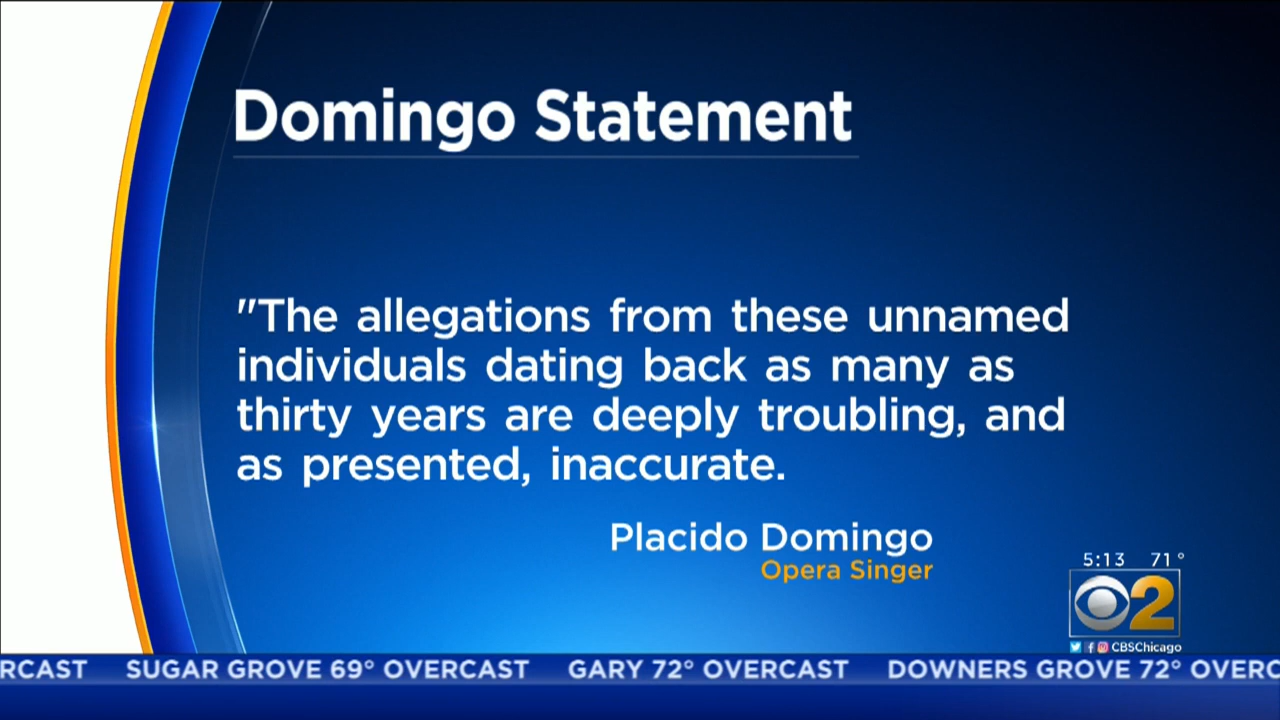 Domingo Statement
"The allegations from these unnamed
individuals dating back as many as
thirty years are deeply troubling, and
as presented, inaccurate.
Placido Domingo
Opera Singer
5:13 71°
2
CBSChicago
RCAST SUGAR GROVE 69° OVERCAST GARY 72° OVERCAST DOWNERS GROVE 72° OVERC